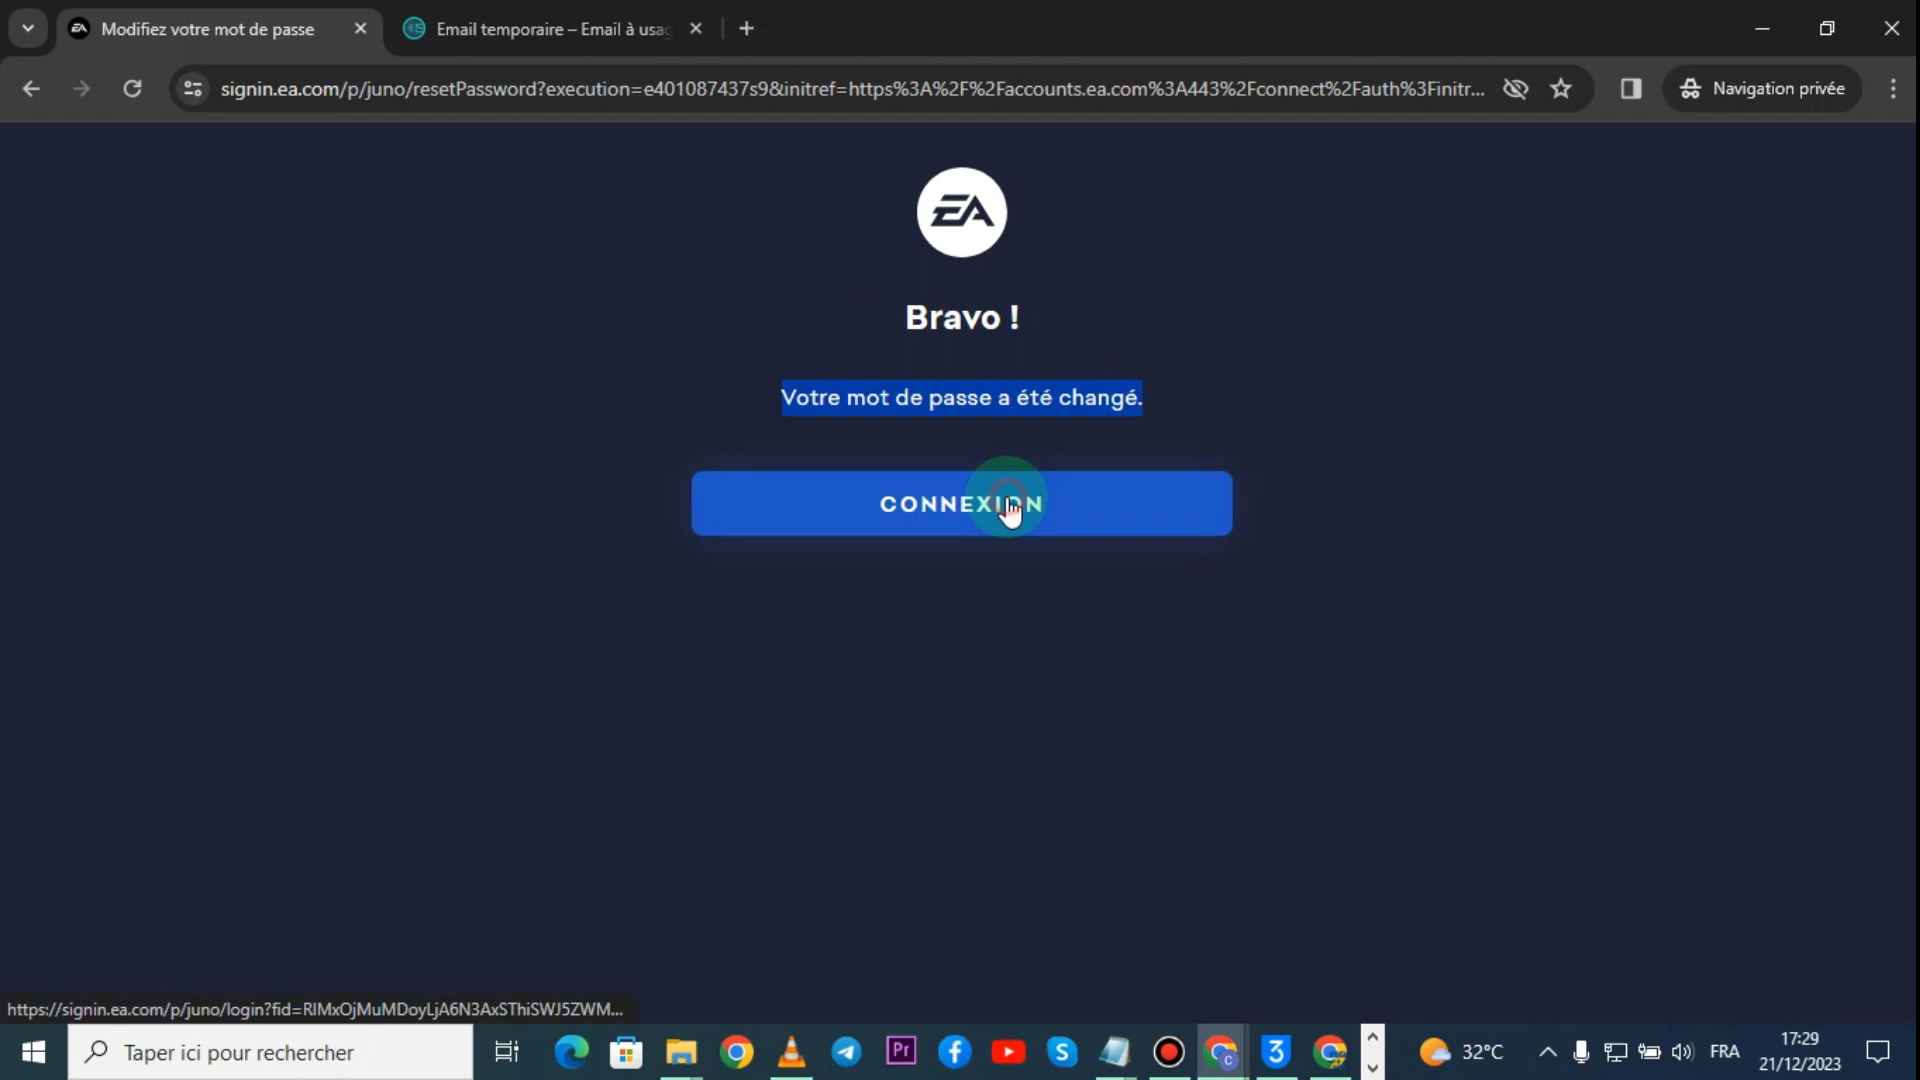 Modifiez votre mot de passe
Email temporaire – Email à usag
signin.ea.com/p/juno/resetPassword?execution=e401087437s9&initref=https%3A%2F%2Faccounts.ea.com%3A443%2Fconnect%2Fauth%3Finitr...
Navigation privée
EA
Bravo !
Votre mot de passe a été changé.
CONNEXION
https://signin.ea.com/p/juno/login?fid=RlMxOjMuMDoyLjA6N3AxSThiSWJ5ZWM...
Taper ici pour rechercher
Pr
32°C
FRA
17:29
21/12/2023